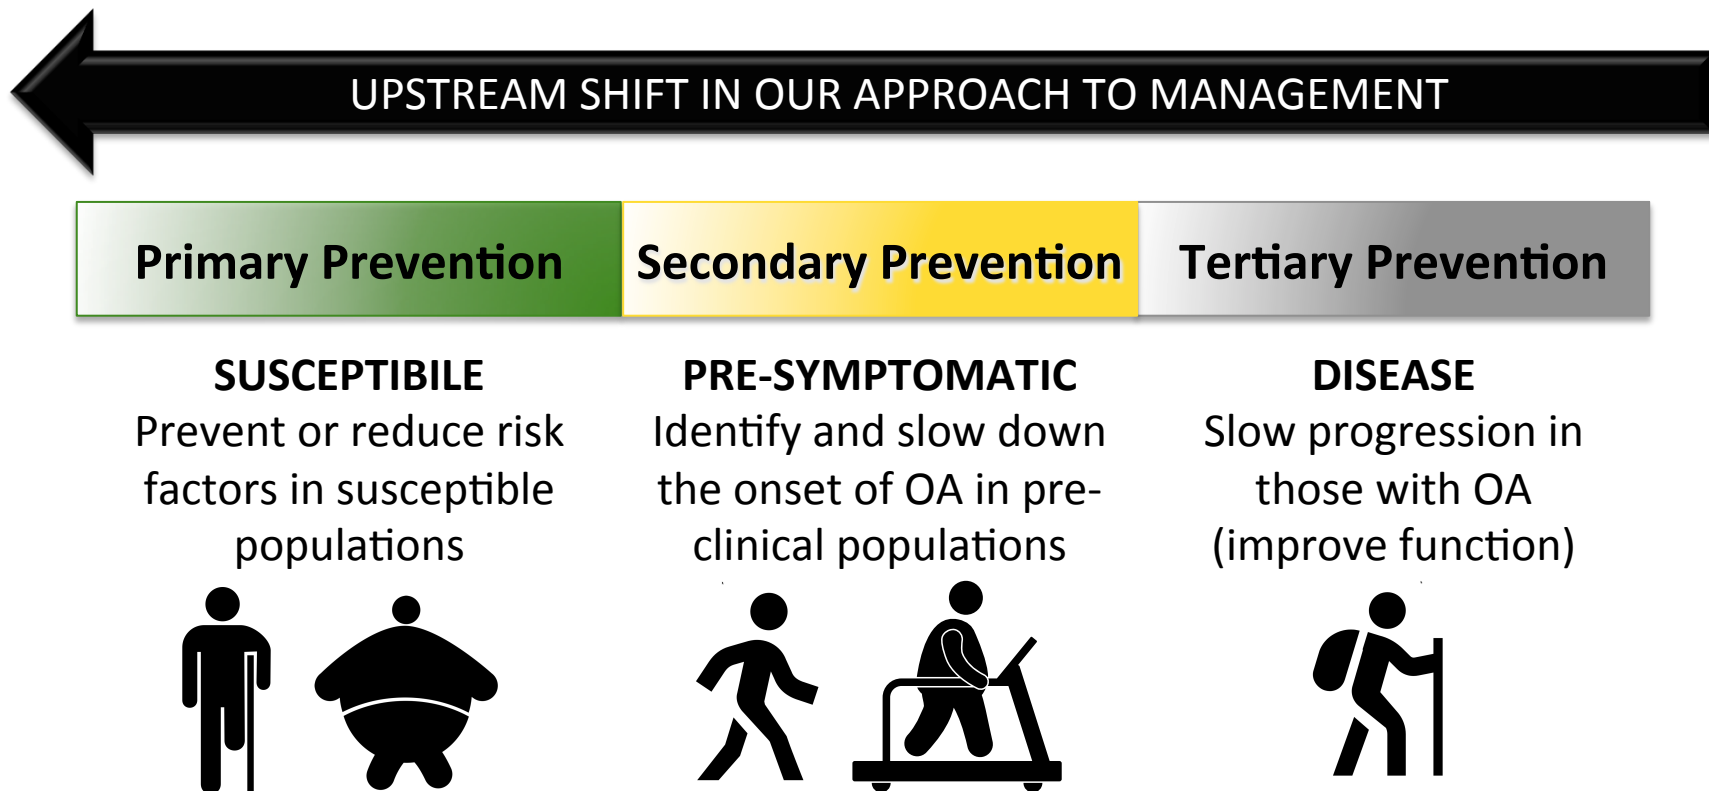 UPSTREAM SHIFT IN OUR APPROACH TO MANAGEMENT
Primary Prevention
Secondary Prevention
Tertiary Prevention
SUSCEPTIBILE
Prevent or reduce risk
factors in susceptible
populations
PRE-SYMPTOMATIC
Identify and slow down
the onset of OA in pre-
clinical populations
DISEASE
Slow progression in
those with OA
(improve function)